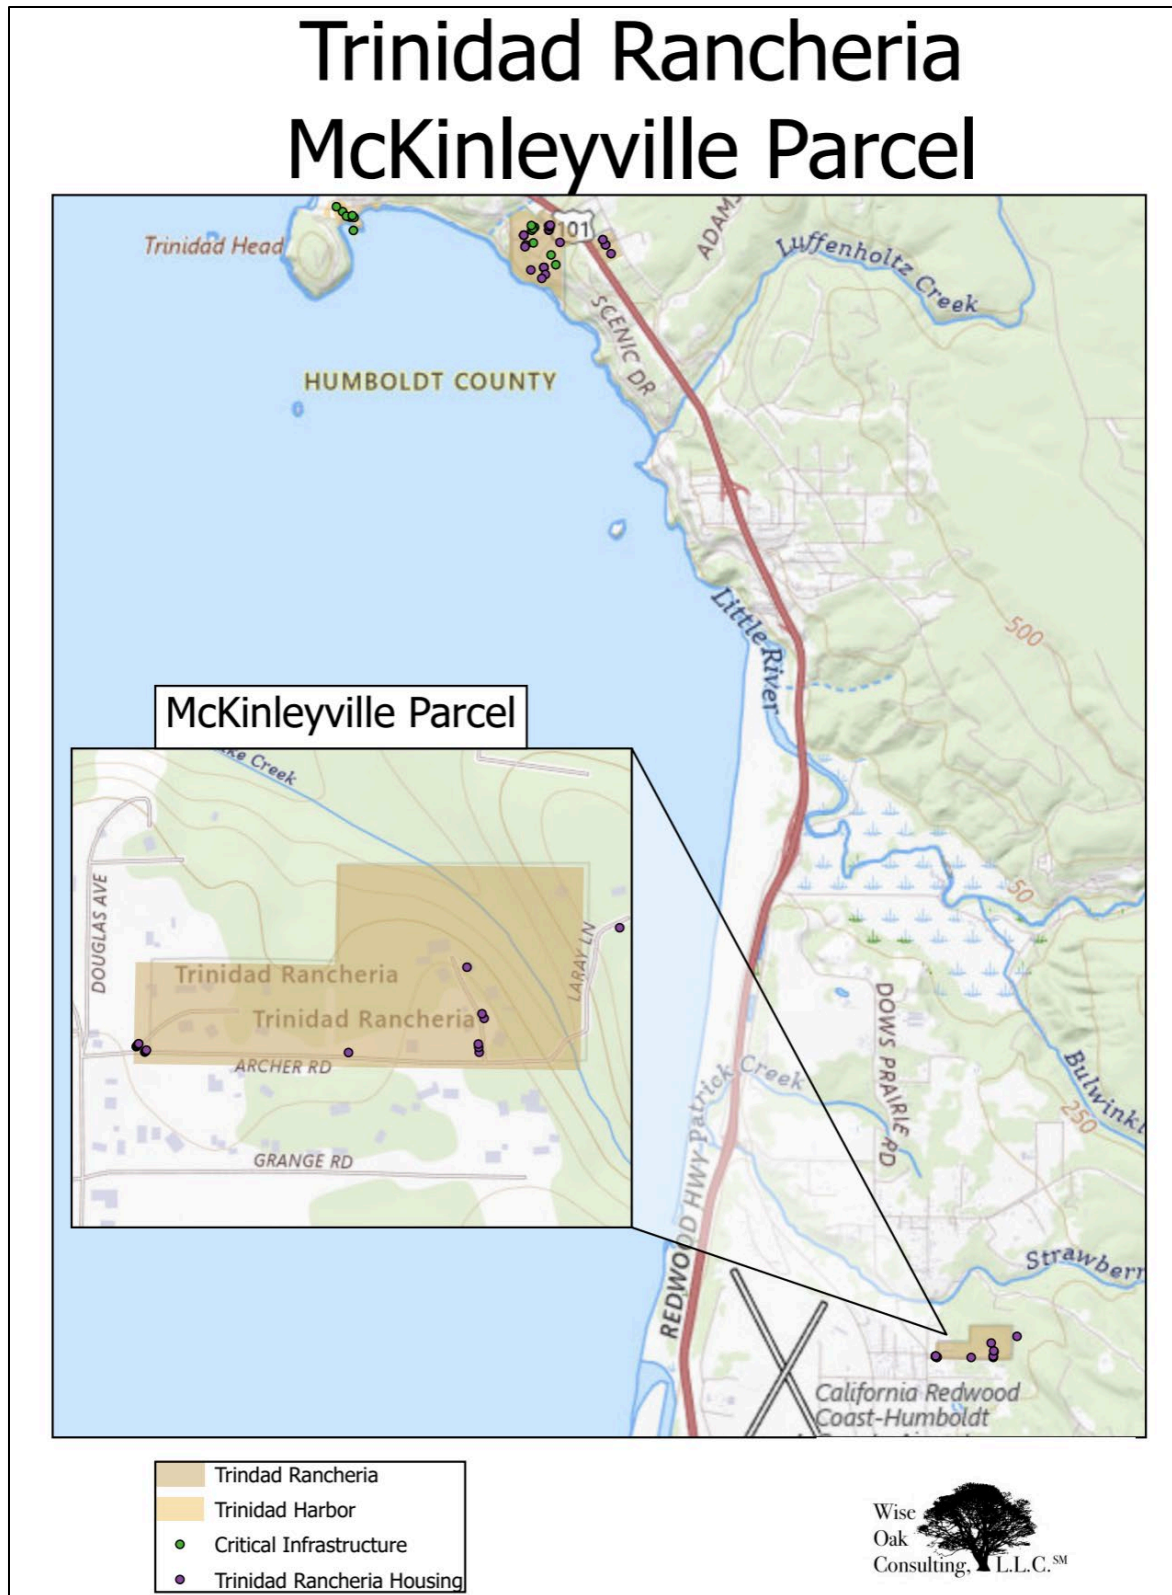 Trinidad Rancheria
McKinleyville Parcel
Trinidad Head
101
ADAMS
Luffenholtz Creek
SCENIC DR
HUMBOLDT COUNTY
Little River
500
McKinleyville Parcel
Creek
DOUGLAS AVE
Trinidad Rancheria
Trinidad Rancheria
LARAY LN
ARCHER RD
GRANGE RD
50
DOWS PRAIRIE RD
Patrick Creek
Bulwinkl
250
REDWOOD HWY
Strawberr
California Redwood
Coast-Humboldt
Trindad Rancheria
Trinidad Harbor
Critical Infrastructure
Trinidad Rancheria Housing
Wise
Oak
Consulting, L.L.C. SM